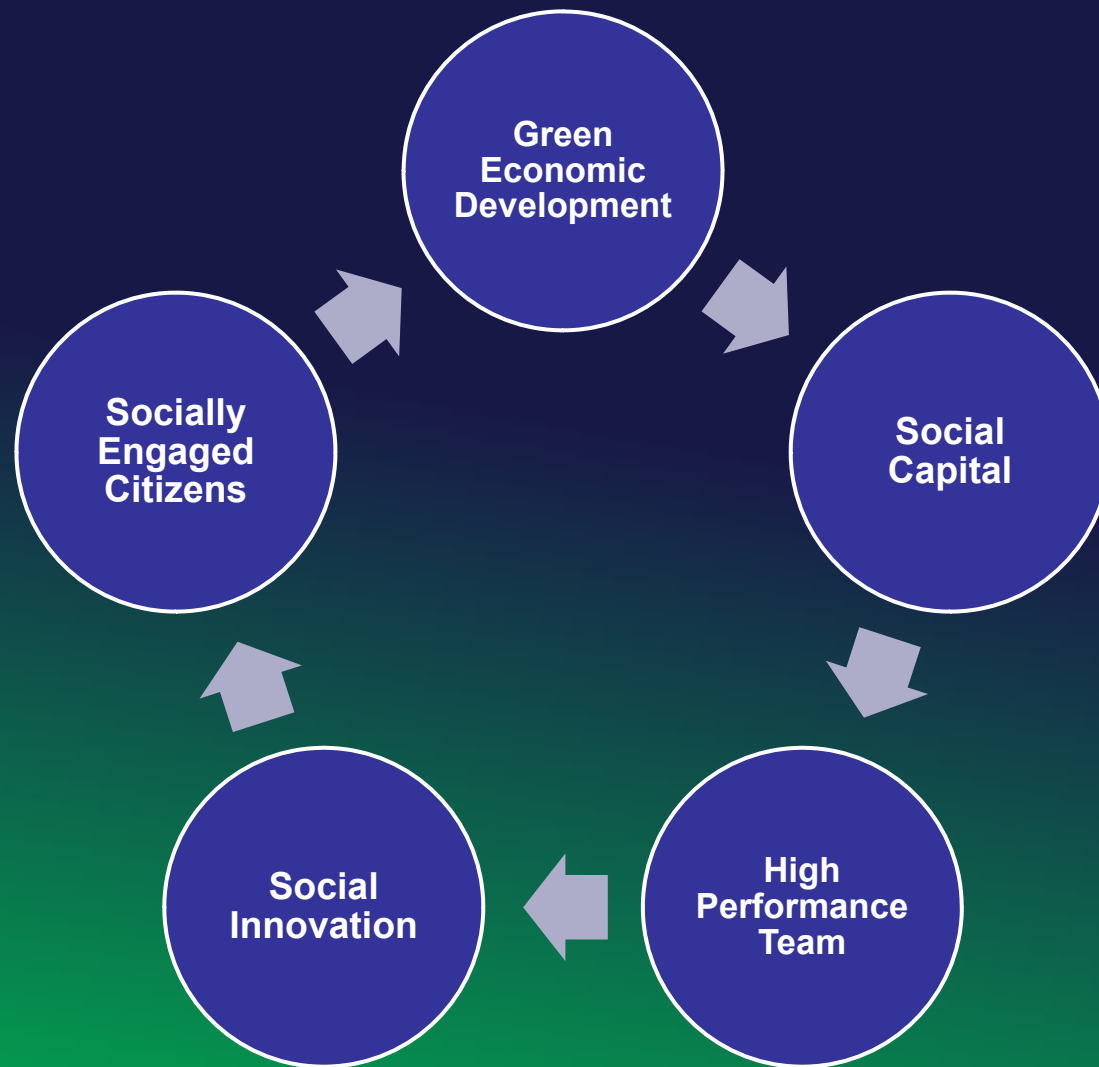 Green
Economic
Development
Social
Capital
High
Performance
Team
Social
Innovation
Socially
Engaged
Citizens